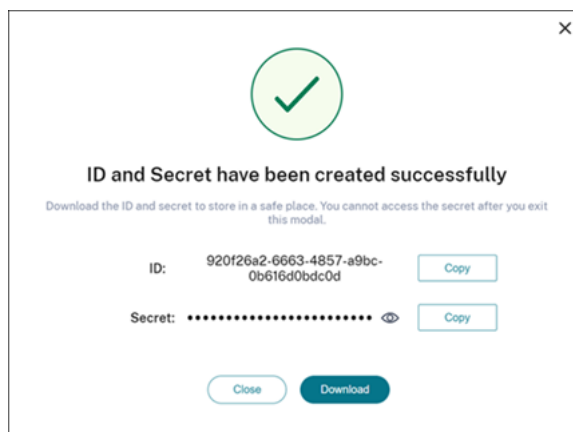 ID and Secret have been created successfully
Download the ID and secret to store in a safe place. You cannot access the secret after you exit
this modal.
ID:
920f26a2-6663-4857-a9bc-
0b616d0bdc0d
Copy
Secret: ••••••••••••••••••••••••
Copy
Close
Download